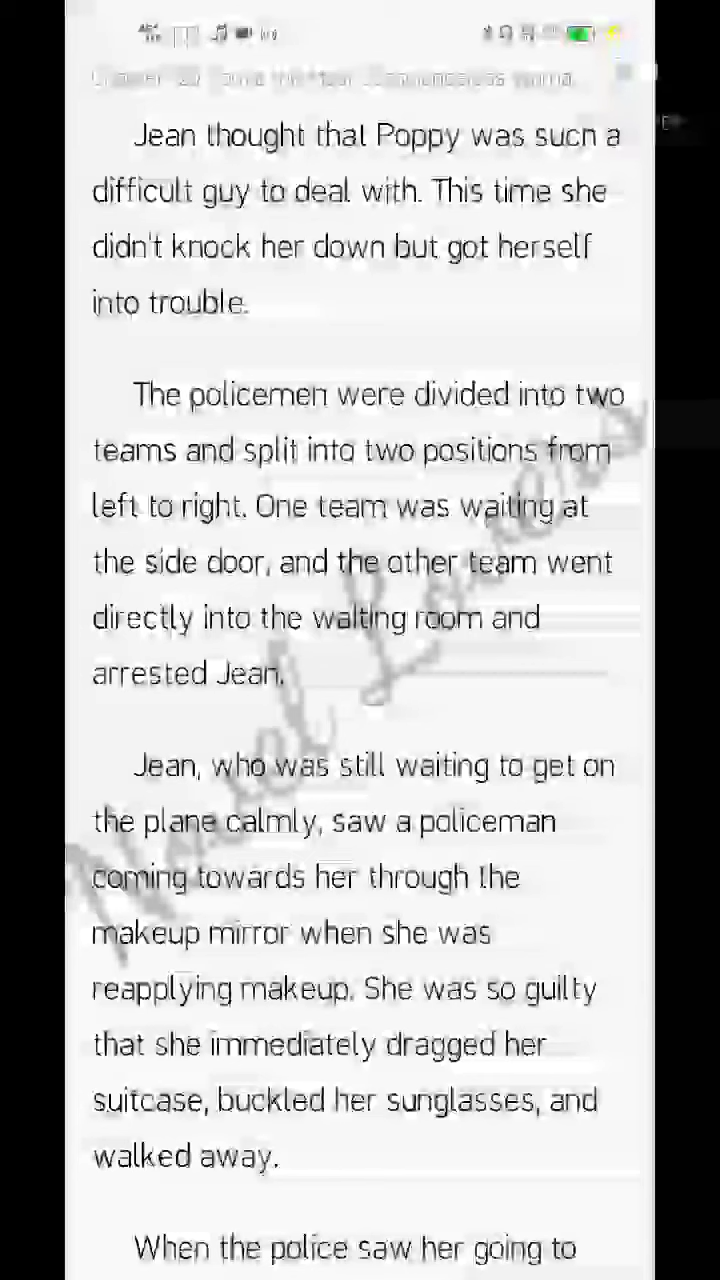 Jean thought that Poppy was such a
difficult guy to deal with. This time she
didn't knock her down but got herself
into trouble.
The policemen were divided into two
teams and split into two positions from
left to right. One team was waiting at
the side door, and the other team went
directly into the waiting room and
arrested Jean.
Jean, who was still waiting to get on
the plane calmly, saw a policeman
coming towards her through the
makeup mirror when she was
reapplying makeup. She was so guilty
that she immediately dragged her
suitcase, buckled her sunglasses, and
walked away.
When the police saw her going to
Novel Lovers